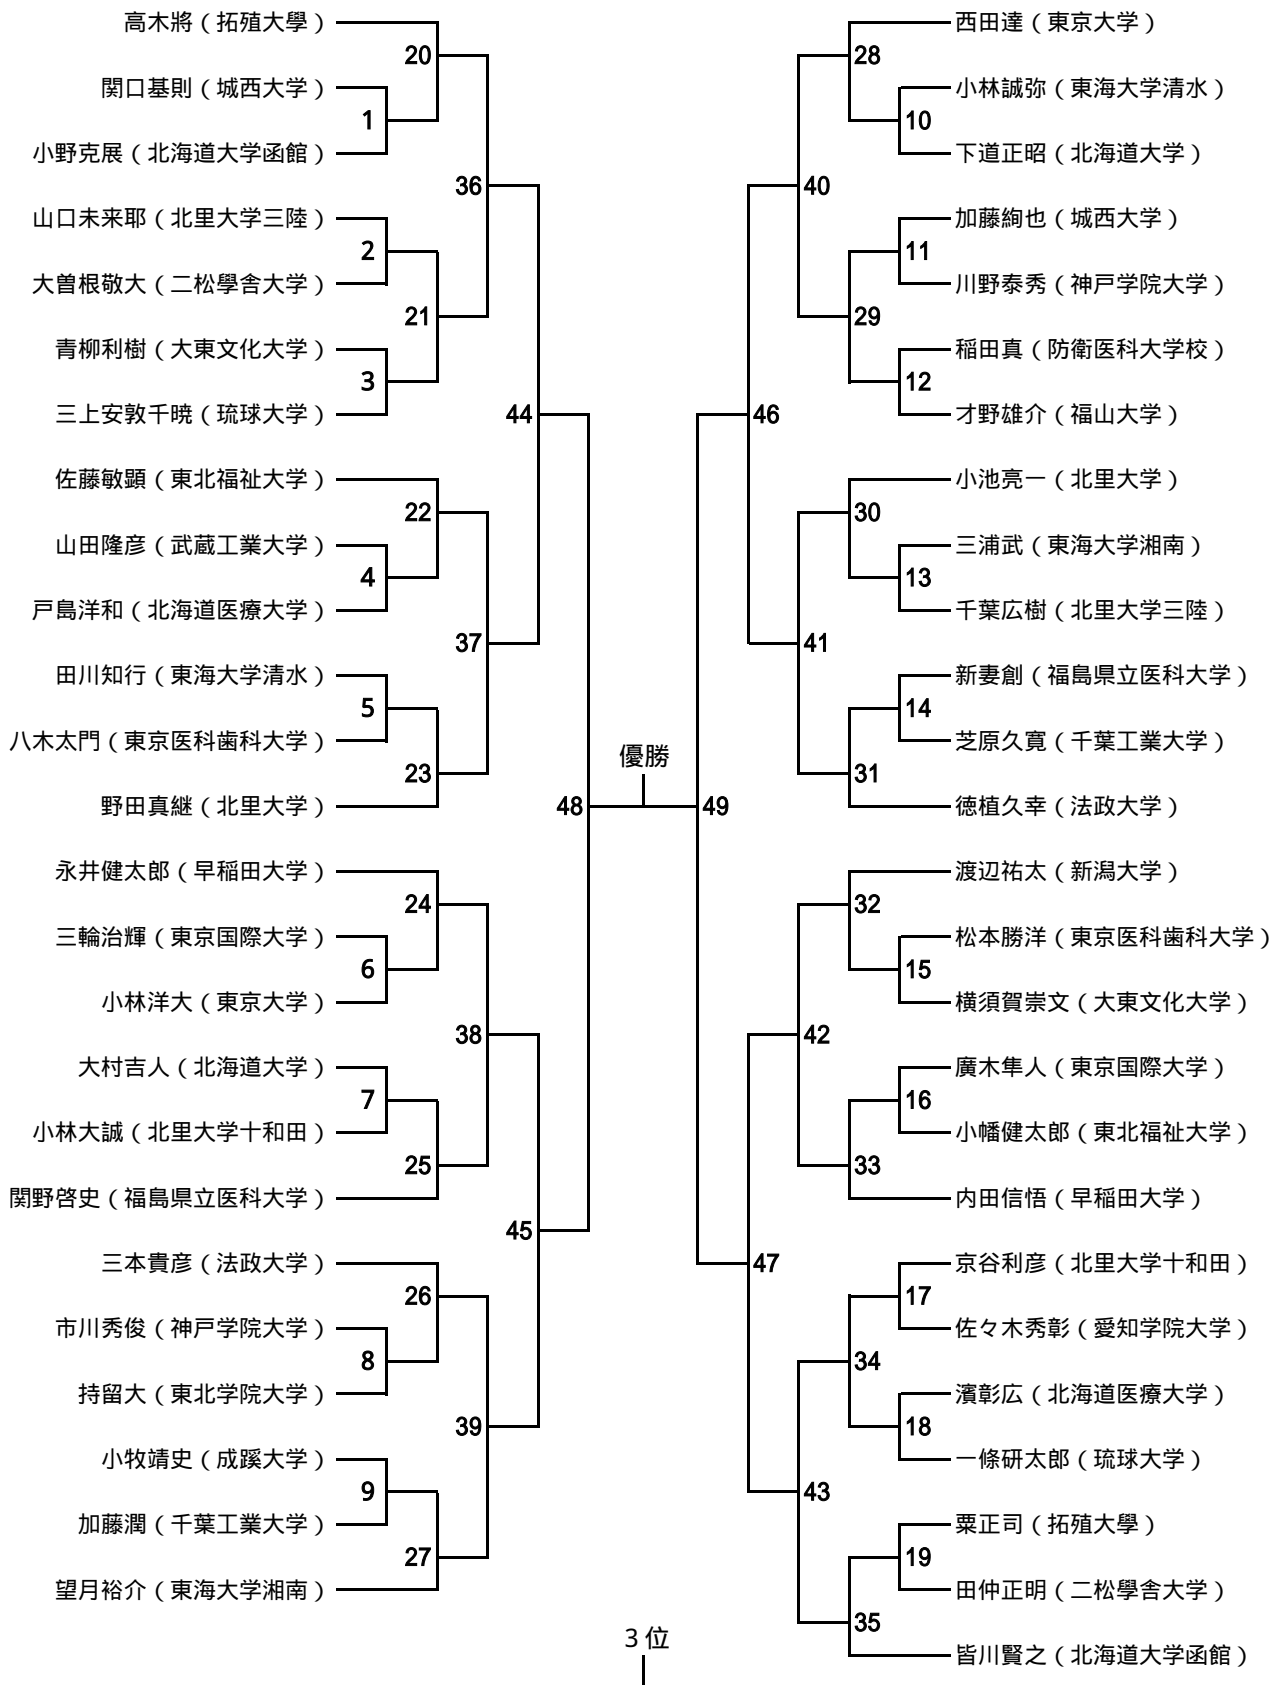 高木將（拓殖大學）
20
関口基則（城西大学）
1
小野克展（北海道大学函館）
36
山口未来耶（北里大学三陸）
2
大曽根敬大（二松學舎大学）
21
青柳利樹（大東文化大学）
3
三上安敦千暁（琉球大学）
44
佐藤敏顕（東北福祉大学）
22
山田隆彦（武蔵工業大学）
4
戸島洋和（北海道医療大学）
37
田川知行（東海大学清水）
5
八木太門（東京医科歯科大学）
23
野田真継（北里大学）
48
永井健太郎（早稲田大学）
24
三輪治輝（東京国際大学）
6
小林洋大（東京大学）
38
大村吉人（北海道大学）
7
小林大誠（北里大学十和田）
25
関野啓史（福島県立医科大学）
45
三本貴彦（法政大学）
26
市川秀俊（神戸学院大学）
8
持留大（東北学院大学）
39
小牧靖史（成蹊大学）
9
加藤潤（千葉工業大学）
27
望月裕介（東海大学湘南）
優勝
3位
西田達（東京大学）
28
小林誠弥（東海大学清水）
10
下道正昭（北海道大学）
40
加藤絢也（城西大学）
11
川野泰秀（神戸学院大学）
29
稲田真（防衛医科大学校）
12
才野雄介（福山大学）
46
小池亮一（北里大学）
30
三浦武（東海大学湘南）
13
千葉広樹（北里大学三陸）
41
新妻創（福島県立医科大学）
14
芝原久寛（千葉工業大学）
31
徳植久幸（法政大学）
49
渡辺祐太（新潟大学）
32
松本勝洋（東京医科歯科大学）
15
横須賀崇文（大東文化大学）
42
廣木隼人（東京国際大学）
16
小幡健太郎（東北福祉大学）
33
内田信悟（早稲田大学）
47
京谷利彦（北里大学十和田）
17
佐々木秀彰（愛知学院大学）
34
濱彰広（北海道医療大学）
18
一條研太郎（琉球大学）
43
粟正司（拓殖大學）
19
田仲正明（二松學舎大学）
35
皆川賢之（北海道大学函館）